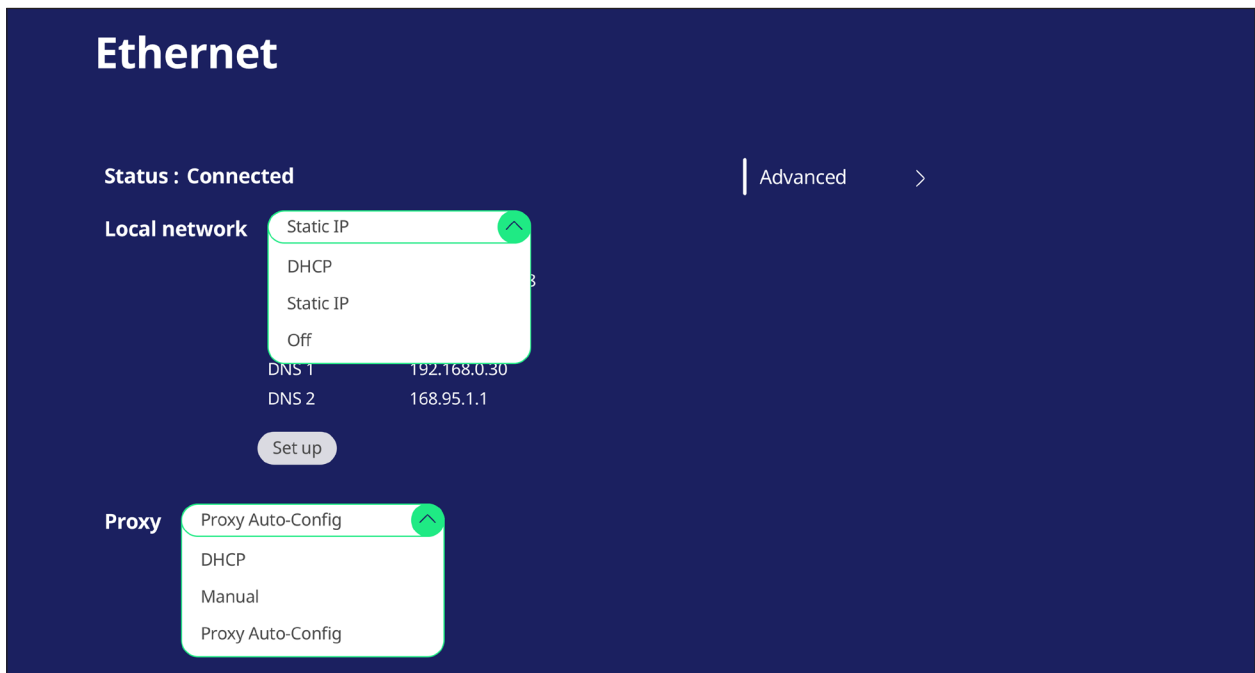 Ethernet
Status : Connected
Advanced
Local network Static IP
DHCP
Static IP
Off
DNS 1 192.168.0.30
DNS 2 168.95.1.1
Set up
Proxy Proxy Auto-Config
DHCP
Manual
Proxy Auto-Config